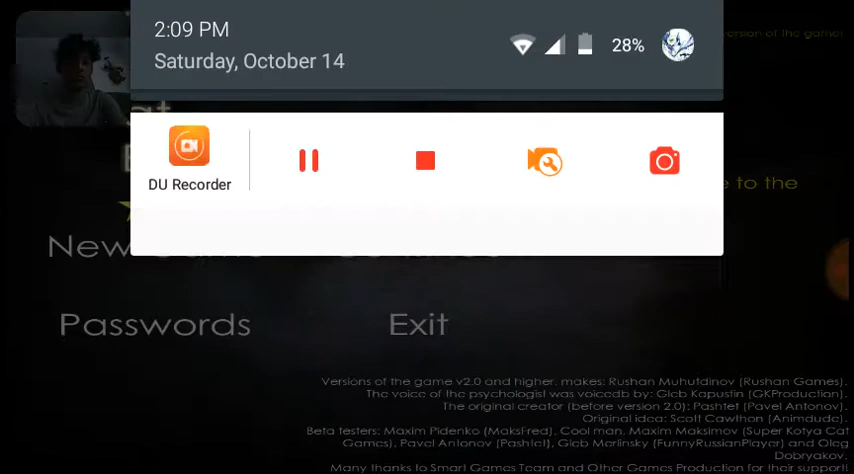 2:09 PM
Saturday, October 14
28%
version of the game!
DU Recorder
e to the
New Game
Passwords
Exit
Versions of the game v2.0 and higher. makes: Rushan Muhutdinov (Rushan Games).
The voice of the psychologist was voicedb by: Gleb Kapustin (GKProduction).
The original creator (before version 2.0); Pashtet (Pavel Antonov).
Original idea: Scott Cawthon (Animdude).
Beta testers: Maxim Pidenko (MaksFred), Cool man, Maxim Maksimov (Super Kotya Cat
Games), Pavel Antonov (Pashtet), Gleb Merlinsky (FunnyRussianPlayer) and Oleg
Dobryakov.
Many thanks to Smart Games Team and Other Games Production for their support!